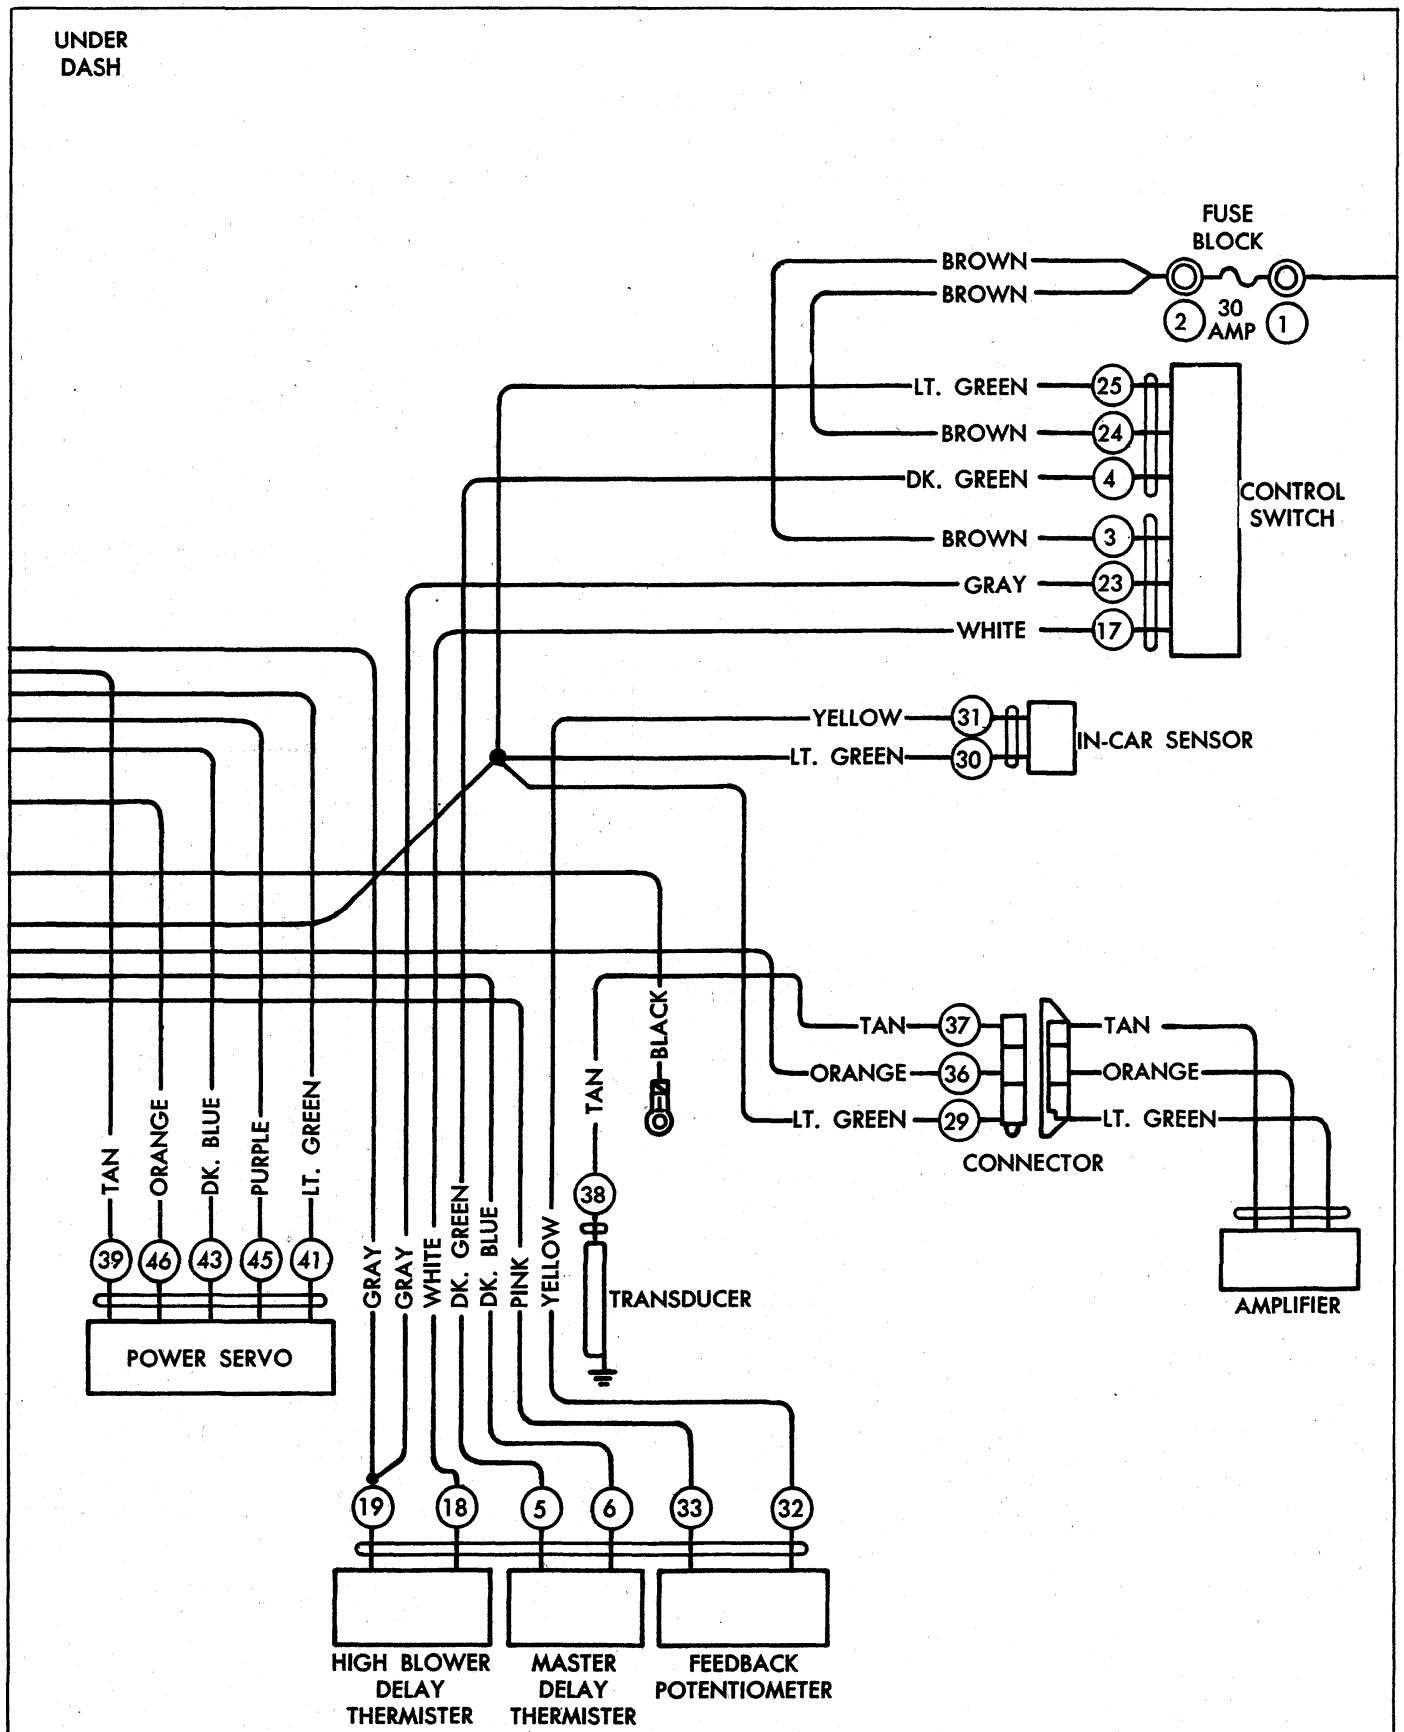 UNDER
DASH
FUSE
BLOCK
BROWN
BROWN
30
AMP
2
1
LT. GREEN 25
BROWN 24
DK. GREEN 4
CONTROL
SWITCH
BROWN 3
GRAY 23
WHITE 17
YELLOW 31
IN-CAR SENSOR
LT. GREEN 30
TAN 37 TAN
ORANGE 36 ORANGE
LT. GREEN 29 LT. GREEN
CONNECTOR
BLACK
TAN
38
TRANSDUCER
AMPLIFIER
TAN
ORANGE
DK. BLUE
PURPLE
LT. GREEN
39 46 43 45 41
POWER SERVO
GRAY
GRAY
WHITE
DK. GREEN
DK. BLUE
PINK
YELLOW
19 18 5 6 33 32
HIGH BLOWER
DELAY
THERMISTER
MASTER
DELAY
THERMISTER
FEEDBACK
POTENTIOMETER